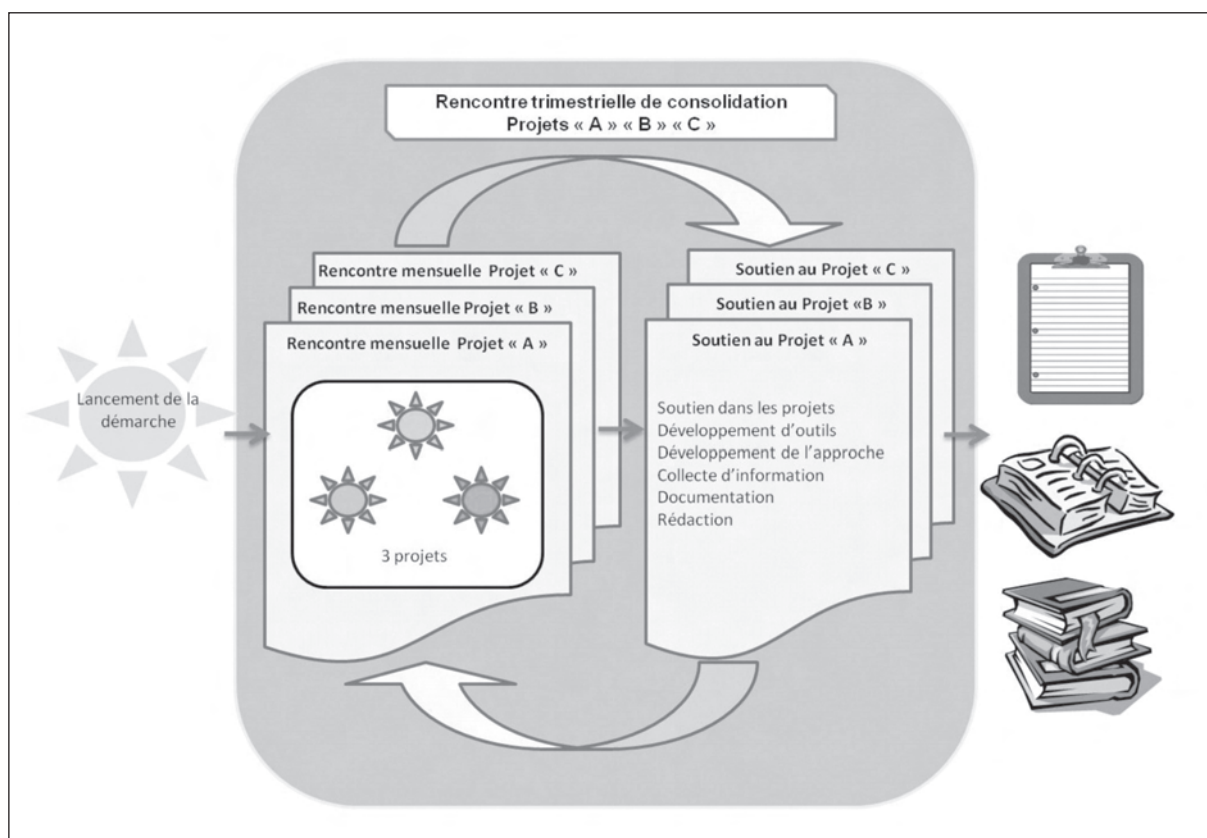 Rencontre trimestrielle de consolidation
Projets « A » « B » « C »
Rencontre mensuelle Projet « C »
Rencontre mensuelle Projet « B »
Rencontre mensuelle Projet « A »
3 projets
Lancement de la
démarche
Soutien au Projet « C »
Soutien au Projet «B »
Soutien au Projet « A »
Soutien dans les projets
Développement d'outils
Développement de l'approche
Collecte d'information
Documentation
Rédaction